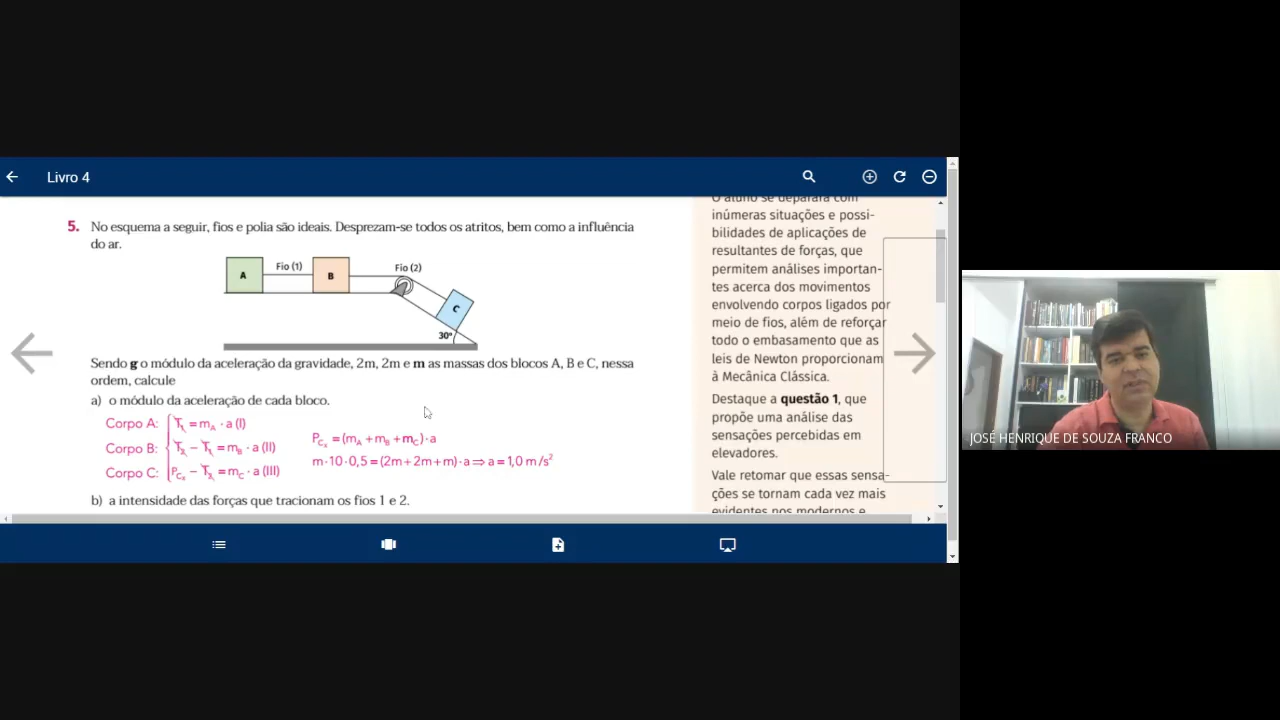 Livro 4
5. No esquema a seguir, fios e polia são ideais. Desprezam-se todos os atritos, bem como a influência
do ar.
Fio (1)
Fio (2)
A
B
C
30°
Sendo g o módulo da aceleração da gravidade, 2m, 2m e m as massas dos blocos A, B e C, nessa
ordem, calcule
a) o módulo da aceleração de cada bloco.
Corpo A: T₁ = mA · a (I)
Corpo B: T₂ − T₁ = mB · a (II)
Corpo C: PCx − T₂ = mC · a (III)
PCx = (mA + mB + mC) · a
m · 10 · 0,5 = (2m + 2m + m) · a ⇒ a = 1,0 m/s²
b) a intensidade das forças que tracionam os fios 1 e 2.
O aluno se deparará com
inúmeras situações e possi-
bilidades de aplicações de
resultantes de forças, que
permitem análises importan-
tes acerca dos movimentos
envolvendo corpos ligados por
meio de fios, além de reforçar
todo o embasamento que as
leis de Newton proporcionam
à Mecânica Clássica.
Destaque a questão 1, que
propõe uma análise das
sensações percebidas em
elevadores.
Vale retomar que essas sensa-
ções se tornam cada vez mais
evidentes nos modernos e
JOSÉ HENRIQUE DE SOUZA FRANCO